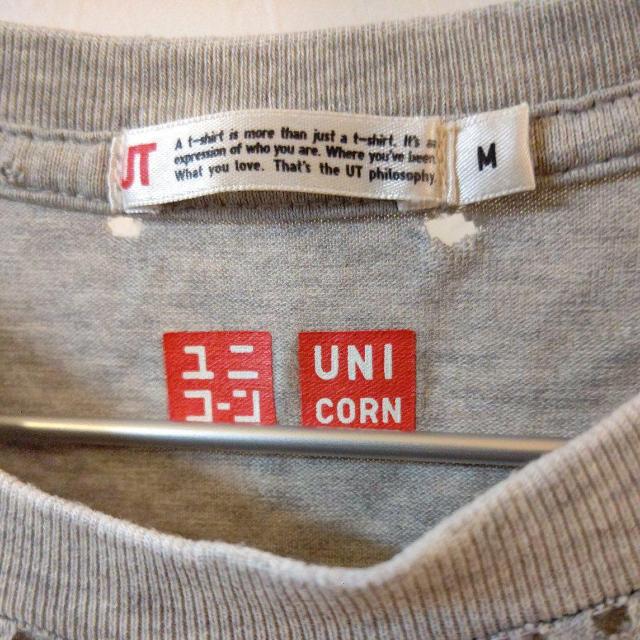 UT
A t-shirt is more than just a t-shirt. It's an
expression of who you are. Where you've been.
What you love. That's the UT philosophy.
M
ユニ
コーン
UNI
CORN